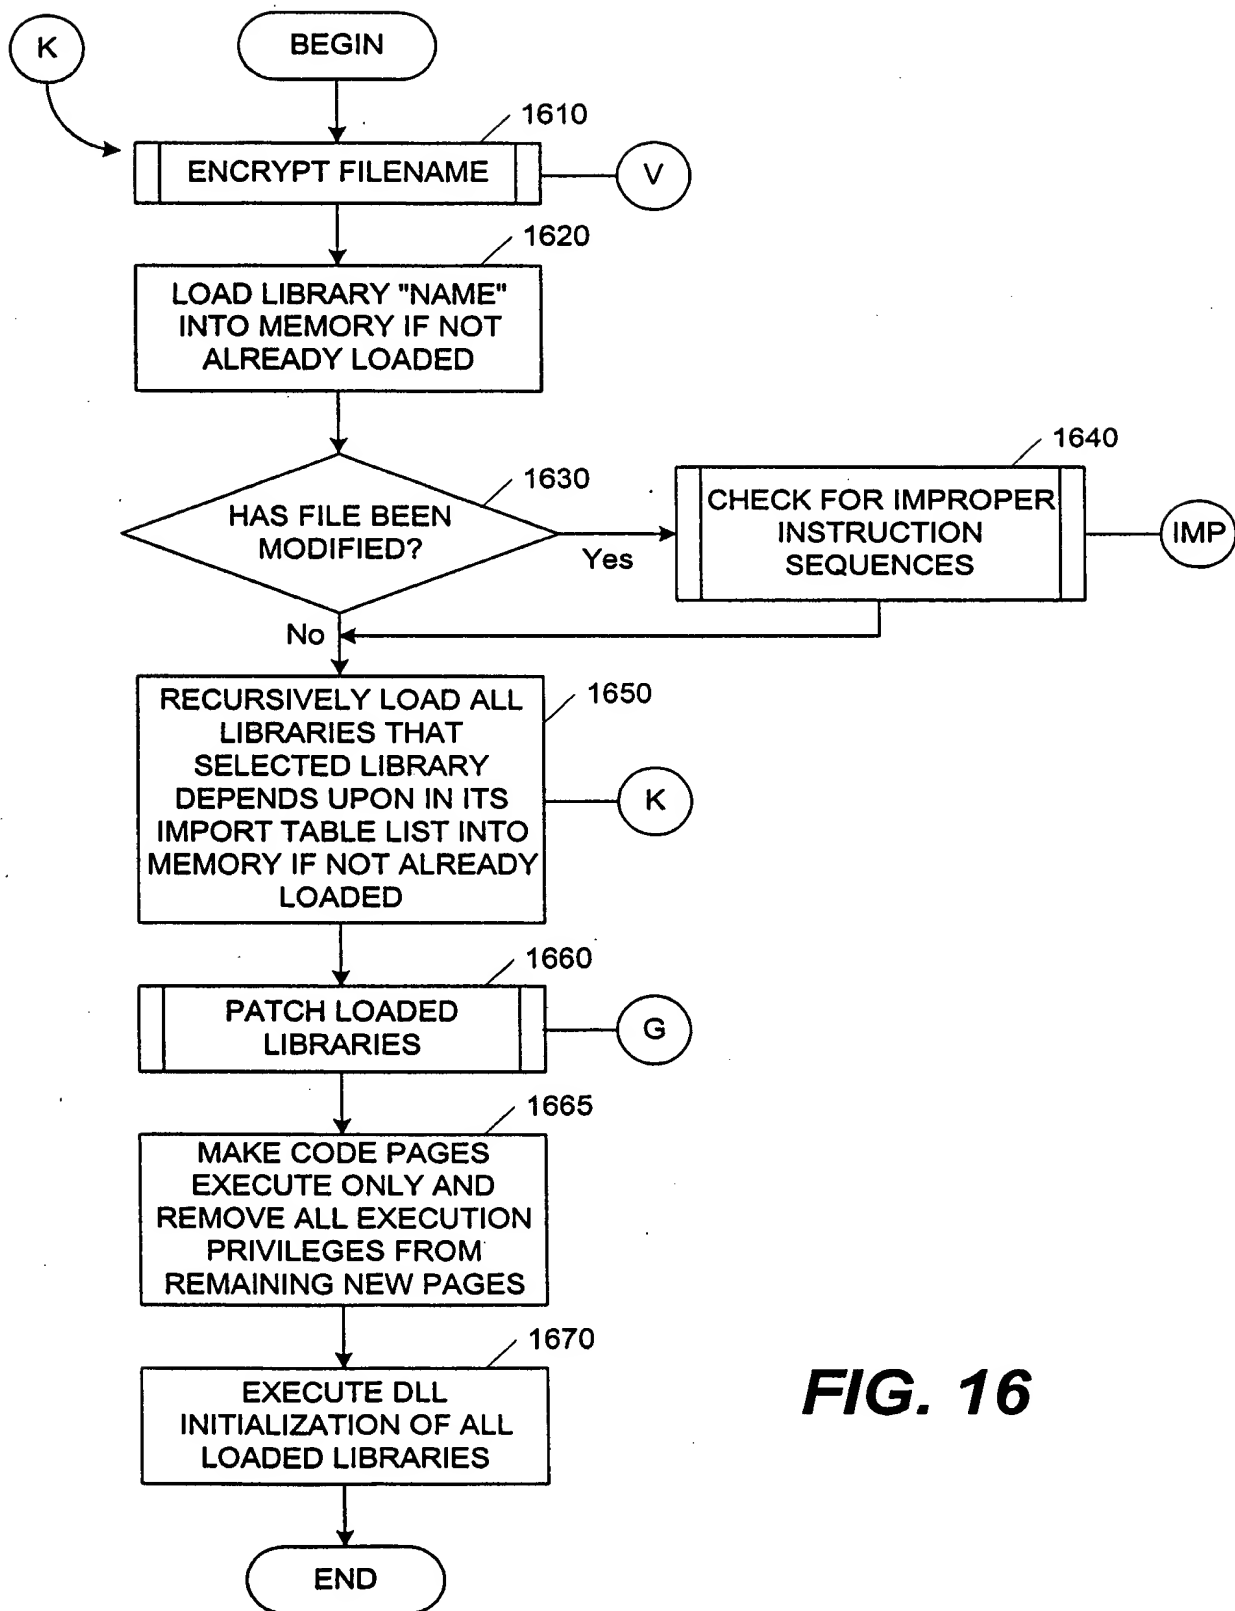 K
BEGIN
1610
ENCRYPT FILENAME
V
1620
LOAD LIBRARY "NAME"
INTO MEMORY IF NOT
ALREADY LOADED
1630
HAS FILE BEEN
MODIFIED?
Yes
No
1640
CHECK FOR IMPROPER
INSTRUCTION
SEQUENCES
IMP
1650
RECURSIVELY LOAD ALL
LIBRARIES THAT
SELECTED LIBRARY
DEPENDS UPON IN ITS
IMPORT TABLE LIST INTO
MEMORY IF NOT ALREADY
LOADED
K
1660
PATCH LOADED
LIBRARIES
G
1665
MAKE CODE PAGES
EXECUTE ONLY AND
REMOVE ALL EXECUTION
PRIVILEGES FROM
REMAINING NEW PAGES
1670
EXECUTE DLL
INITIALIZATION OF ALL
LOADED LIBRARIES
END
FIG. 16